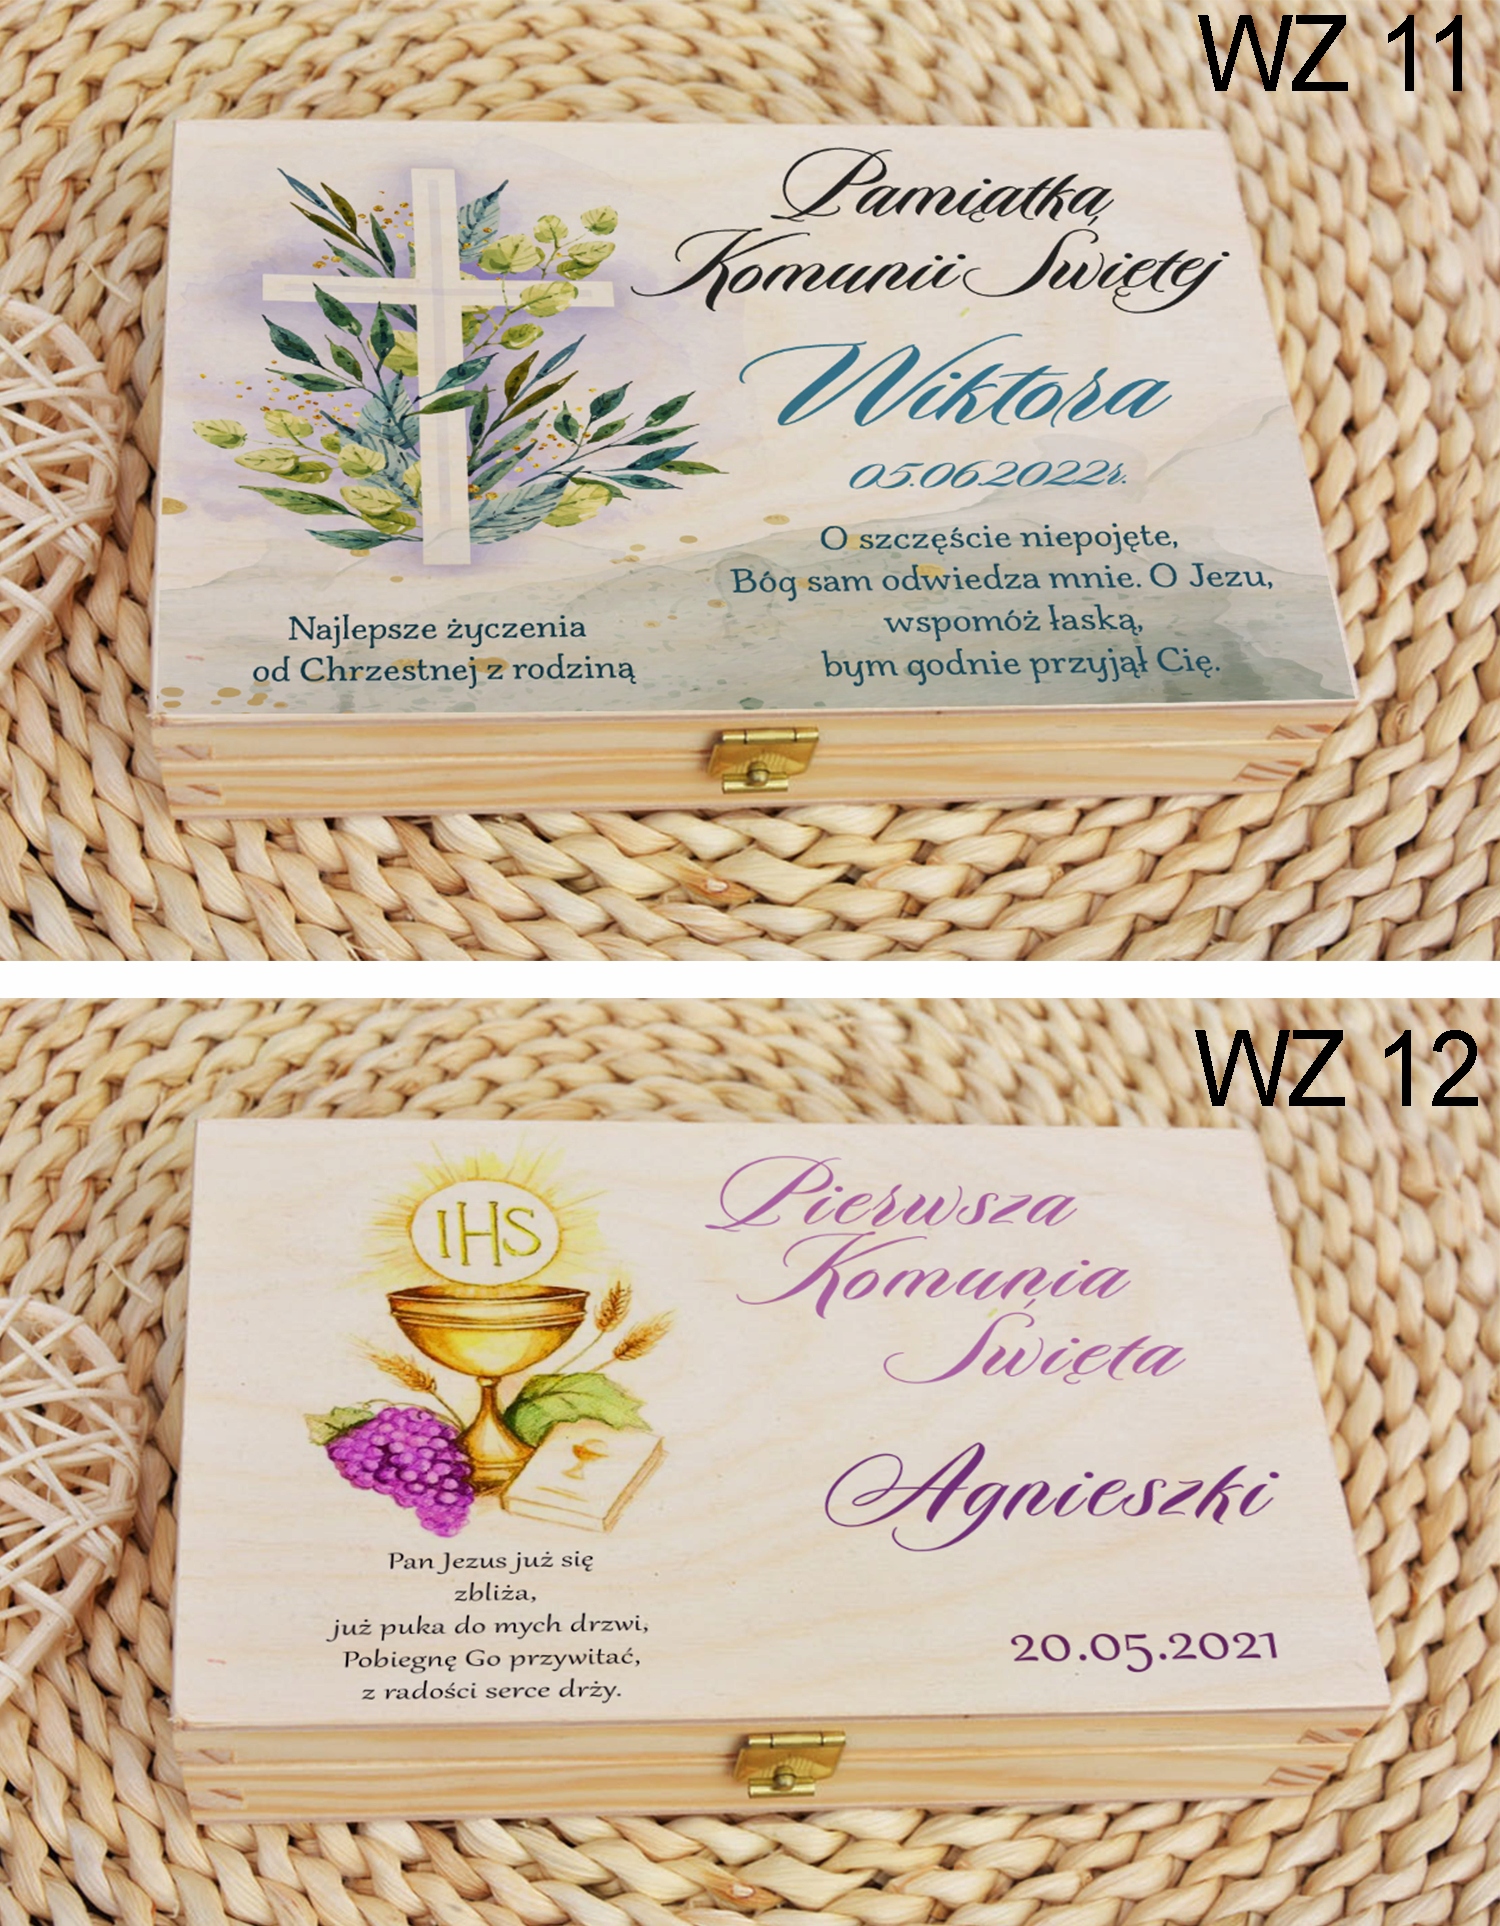 WZ 11
Pamiątka
Komunii Świętej
Wiktora
05.06.2022r.
O szczęście niepojęte,
Bóg sam odwiedza mnie. O Jezu,
wspomóż łaską,
bym godnie przyjął Cię.
Najlepsze życzenia
od Chrzestnej z rodziną
WZ 12
IHS
Pierwsza
Komunia
Święta
Agnieszki
20.05.2021
Pan Jezus już się
zbliża,
już puka do mych drzwi,
Pobiegnę Go przywitać,
z radości serce drży.